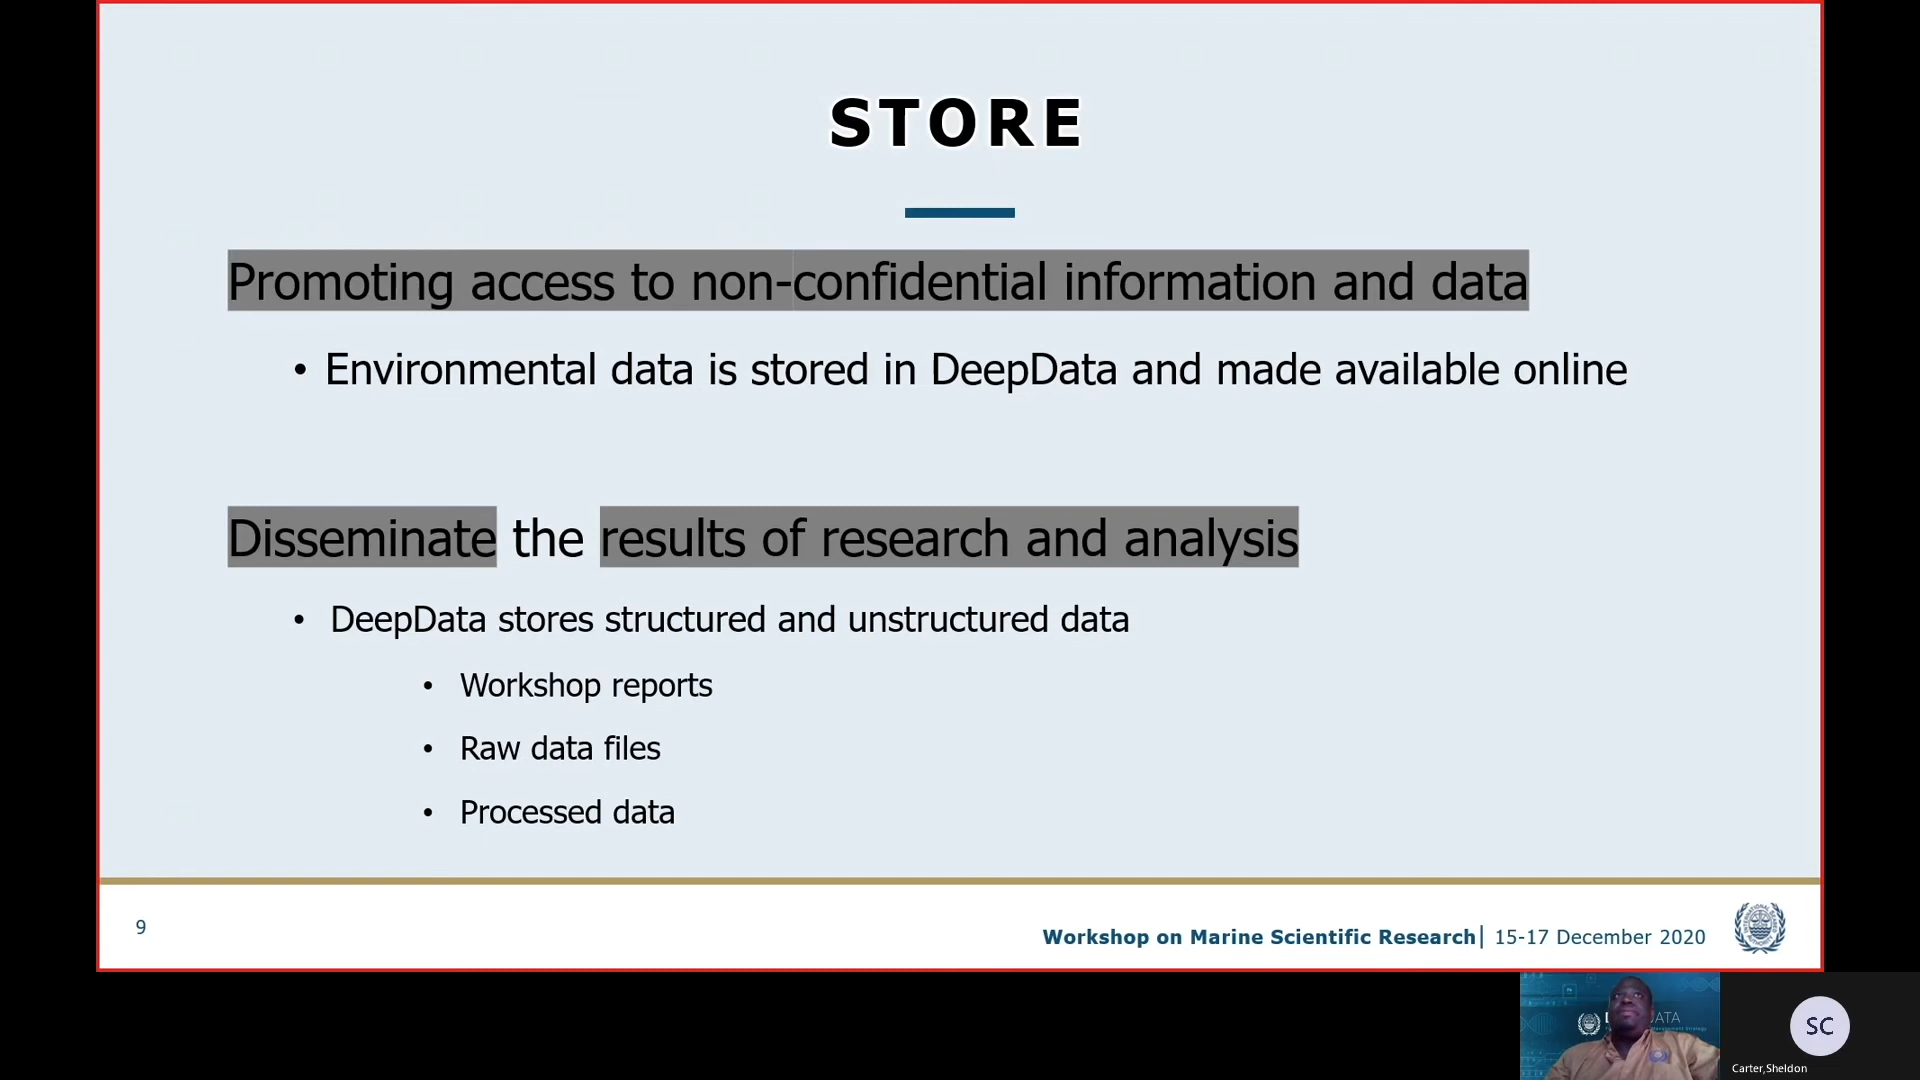 STORE
Promoting access to non-confidential information and data
• Environmental data is stored in DeepData and made available online
Disseminate the results of research and analysis
• DeepData stores structured and unstructured data
• Workshop reports
• Raw data files
• Processed data
9
Workshop on Marine Scientific Research| 15-17 December 2020
SC
Carter,Sheldon